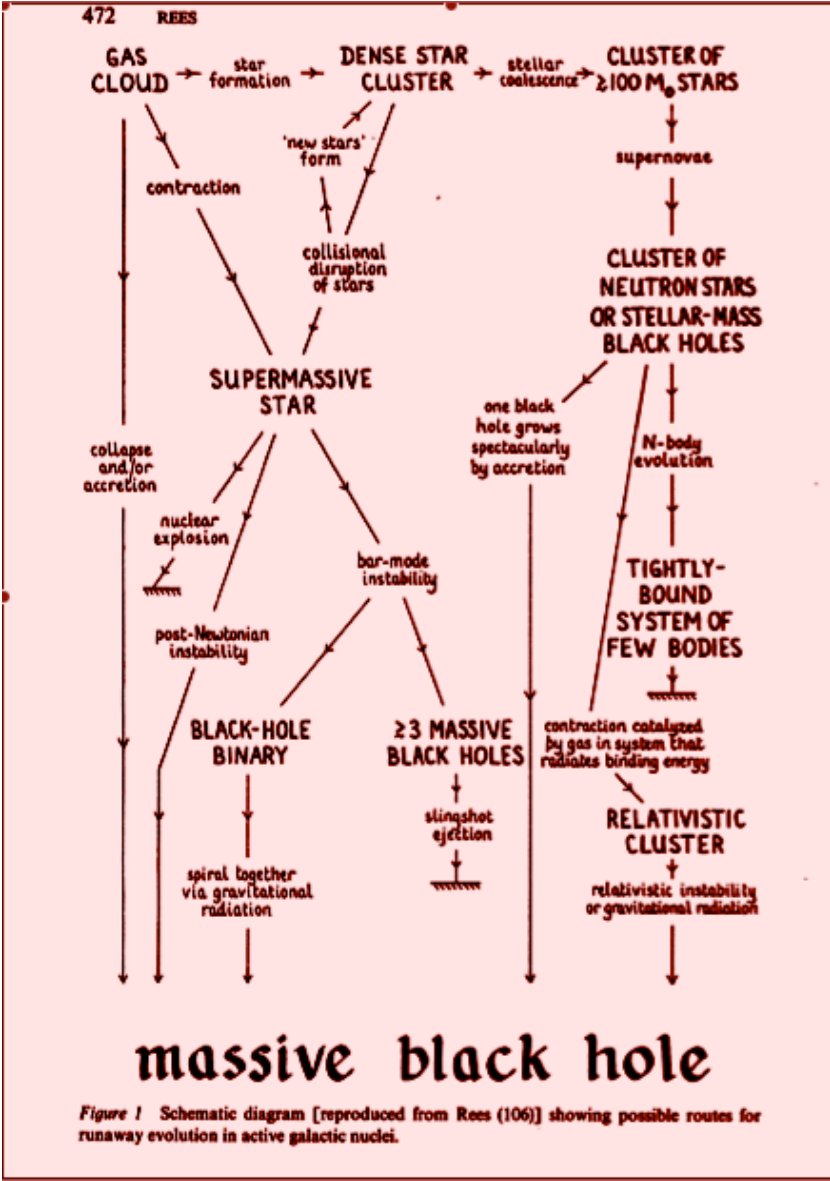 472 REES
GAS
CLOUD
star
formation
DENSE STAR
CLUSTER
stellar
coalescence
CLUSTER OF
≥100 M⊙ STARS
'new stars'
form
contraction
supernovae
collisional
disruption
of stars
CLUSTER OF
NEUTRON STARS
OR STELLAR-MASS
BLACK HOLES
SUPERMASSIVE
STAR
one black
hole grows
spectacularly
by accretion
N-body
evolution
collapse
and/or
accretion
nuclear
explosion
bar-mode
instability
TIGHTLY-
BOUND
SYSTEM OF
FEW BODIES
post-Newtonian
instability
BLACK-HOLE
BINARY
≥3 MASSIVE
BLACK HOLES
contraction catalyzed
by gas in system that
radiates binding energy
slingshot
ejection
RELATIVISTIC
CLUSTER
spiral together
via gravitational
radiation
relativistic instability
or gravitational radiation
massive black hole
Figure 1 Schematic diagram [reproduced from Rees (106)] showing possible routes for
runaway evolution in active galactic nuclei.